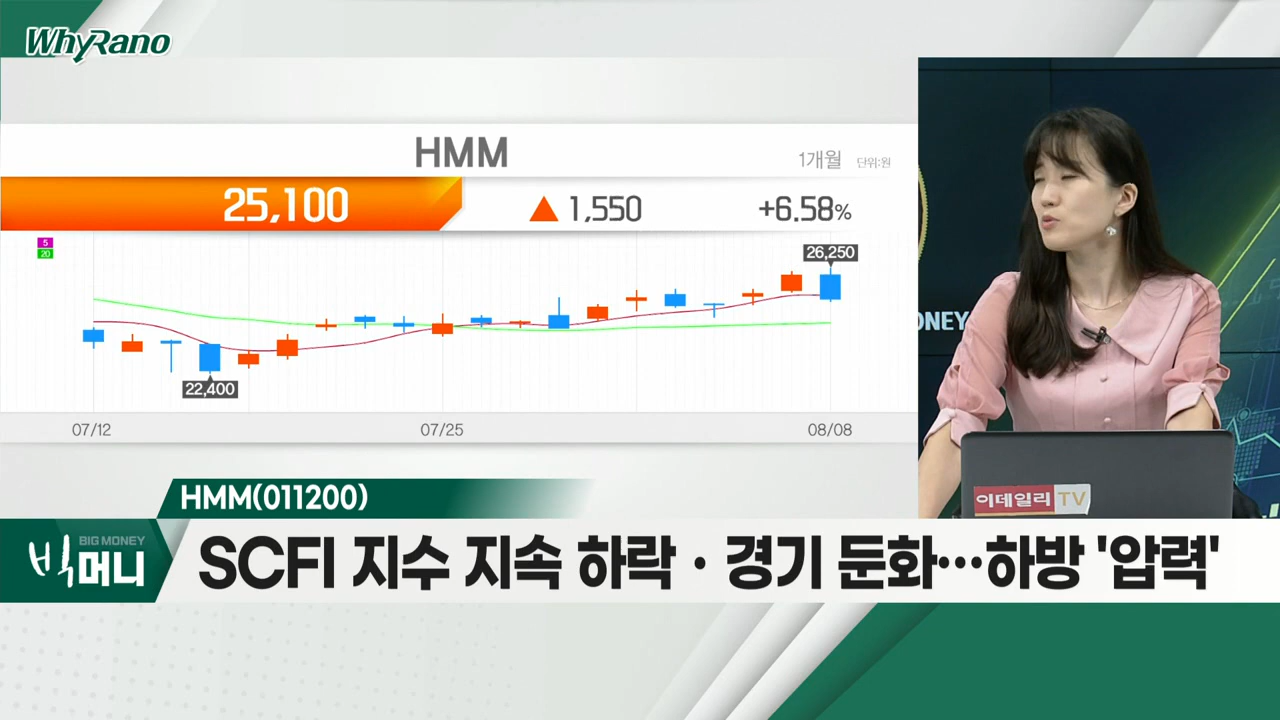 WhyRano
HMM
1개월 단위:원
25,100 ▲ 1,550 +6.58%
5
20
26,250
22,400
07/12 07/25 08/08
ONEY
이데일리 TV
HMM(011200)
BIG MONEY
빅머니
SCFI 지수 지속 하락·경기 둔화…하방 '압력'